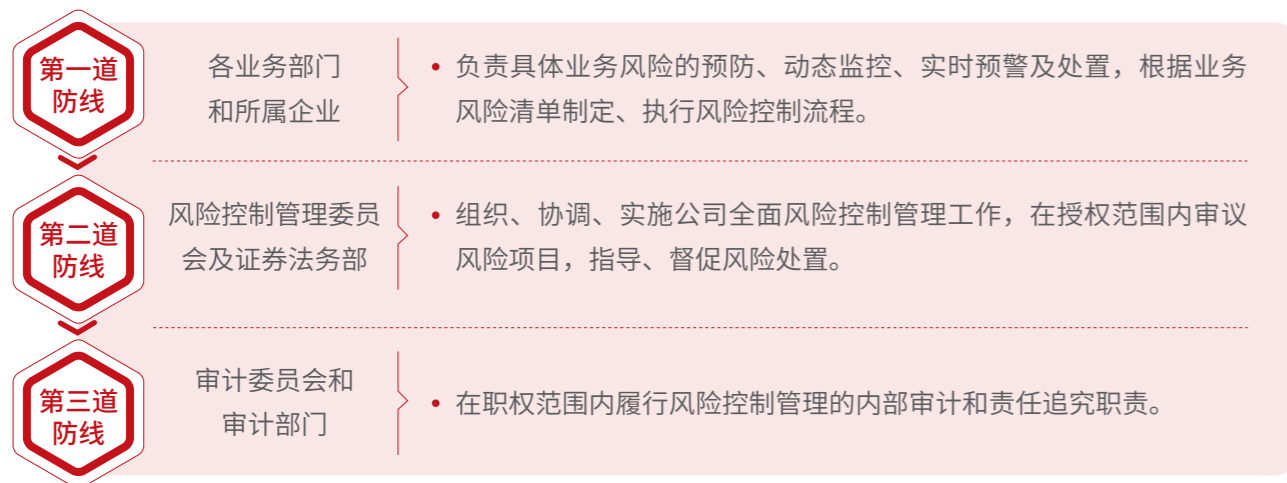 第一道
防线
各业务部门
和所属企业
• 负责具体业务风险的预防、动态监控、实时预警及处置，根据业务
风险清单制定、执行风险控制流程。
第二道
防线
风险控制管理委员
会及证券法务部
• 组织、协调、实施公司全面风险控制管理工作，在授权范围内审议
风险项目，指导、督促风险处置。
第三道
防线
审计委员会和
审计部门
• 在职权范围内履行风险控制管理的内部审计和责任追究职责。